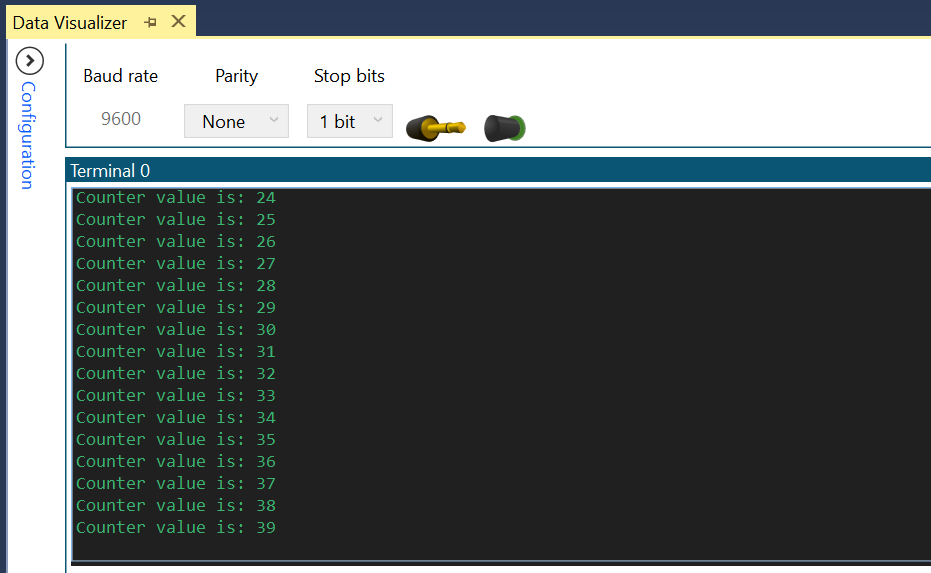 Data Visualizer
Configuration
Baud rate Parity Stop bits
9600 None 1 bit
Terminal 0
Counter value is: 24
Counter value is: 25
Counter value is: 26
Counter value is: 27
Counter value is: 28
Counter value is: 29
Counter value is: 30
Counter value is: 31
Counter value is: 32
Counter value is: 33
Counter value is: 34
Counter value is: 35
Counter value is: 36
Counter value is: 37
Counter value is: 38
Counter value is: 39